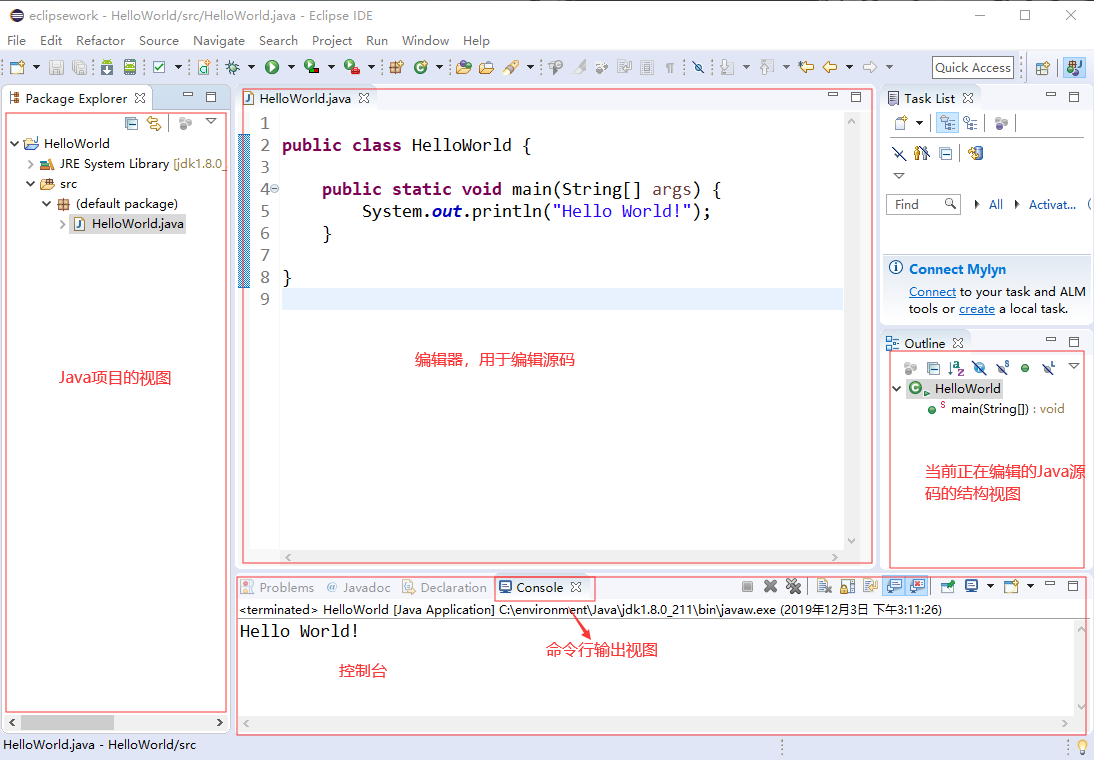 eclipsework - HelloWorld/src/HelloWorld.java - Eclipse IDE
File Edit Refactor Source Navigate Search Project Run Window Help
Quick Access
Package Explorer
HelloWorld
JRE System Library [jdk1.8.0_
src
(default package)
HelloWorld.java
Java项目的视图
HelloWorld.java
1
2 public class HelloWorld {
3
4 public static void main(String[] args) {
5 System.out.println("Hello World!");
6 }
7
8 }
9
编辑器，用于编辑源码
Task List
Find All Activat...
Connect Mylyn
Connect to your task and ALM
tools or create a local task.
Outline
HelloWorld
main(String[]) : void
当前正在编辑的Java源
码的结构视图
Problems @ Javadoc Declaration Console
<terminated> HelloWorld [Java Application] C:\environment\Java\jdk1.8.0_211\bin\javaw.exe (2019年12月3日 下午3:11:26)
Hello World!
命令行输出视图
控制台
HelloWorld.java - HelloWorld/src